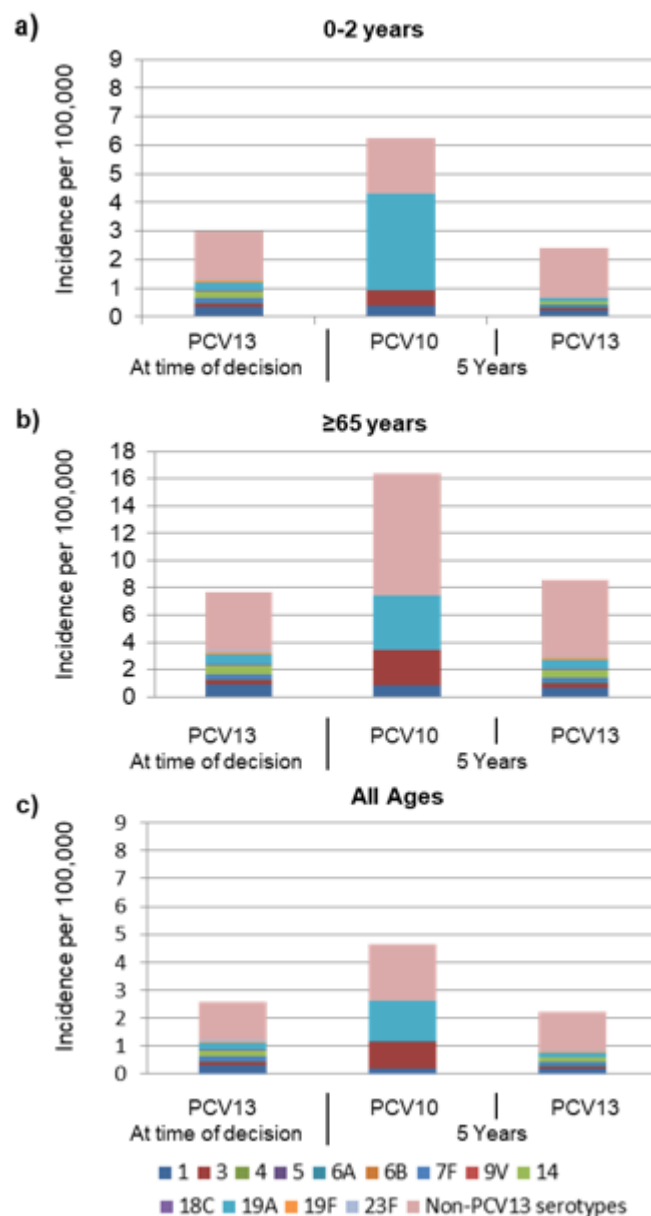 a)
0-2 years
Incidence per 100,000
9
8
7
6
5
4
3
2
1
0
PCV13 PCV10 PCV13
At time of decision 5 Years
b)
≥65 years
Incidence per 100,000
18
16
14
12
10
8
6
4
2
0
PCV13 PCV10 PCV13
At time of decision 5 Years
c)
All Ages
Incidence per 100,000
9
8
7
6
5
4
3
2
1
0
PCV13 PCV10 PCV13
At time of decision 5 Years
1 3 4 5 6A 6B 7F 9V 14
18C 19A 19F 23F Non-PCV13 serotypes